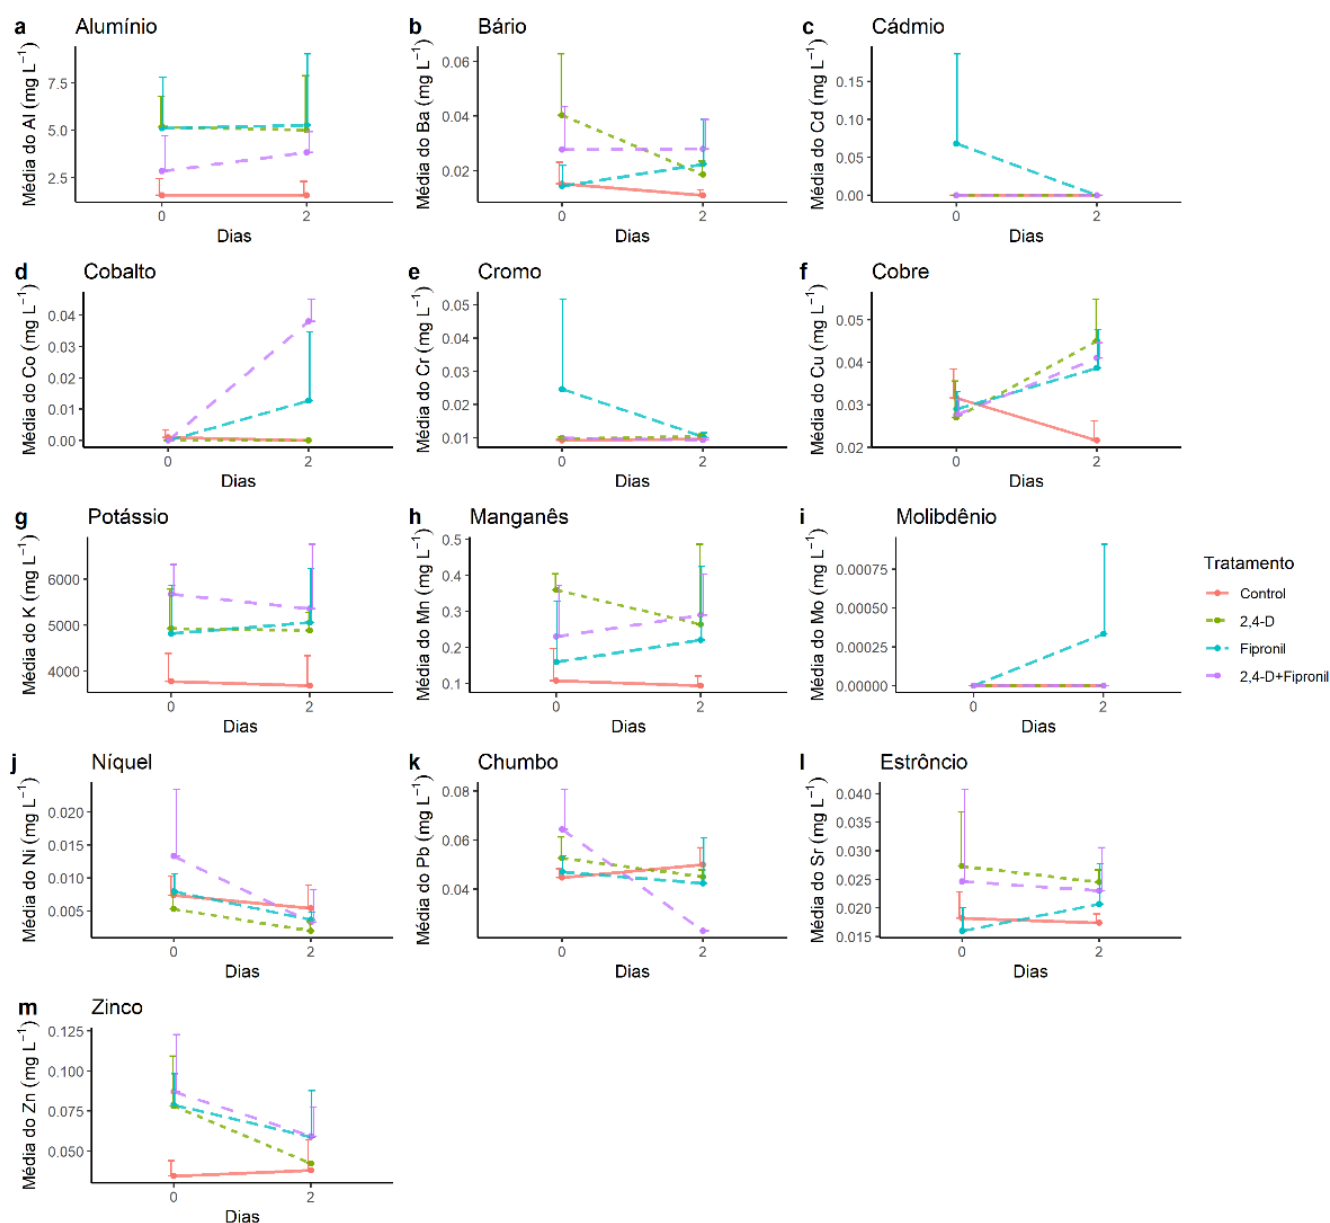 a Alumínio
Média do Al (mg L⁻¹)
7.5
5.0
2.5
0 2
Dias
b Bário
Média do Ba (mg L⁻¹)
0.06
0.04
0.02
0 2
Dias
c Cádmio
Média do Cd (mg L⁻¹)
0.15
0.10
0.05
0.00
0 2
Dias
d Cobalto
Média do Co (mg L⁻¹)
0.04
0.03
0.02
0.01
0.00
0 2
Dias
e Cromo
Média do Cr (mg L⁻¹)
0.05
0.04
0.03
0.02
0.01
0 2
Dias
f Cobre
Média do Cu (mg L⁻¹)
0.05
0.04
0.03
0.02
0 2
Dias
g Potássio
Média do K (mg L⁻¹)
6000
5000
4000
0 2
Dias
h Manganês
Média do Mn (mg L⁻¹)
0.5
0.4
0.3
0.2
0.1
0 2
Dias
i Molibdênio
Média do Mo (mg L⁻¹)
0.00075
0.00050
0.00025
0.00000
0 2
Dias
Tratamento
Control
2,4-D
Fipronil
2,4-D+Fipronil
j Níquel
Média do Ni (mg L⁻¹)
0.020
0.015
0.010
0.005
0 2
Dias
k Chumbo
Média do Pb (mg L⁻¹)
0.08
0.06
0.04
0 2
Dias
l Estrôncio
Média do Sr (mg L⁻¹)
0.040
0.035
0.030
0.025
0.020
0.015
0 2
Dias
m Zinco
Média do Zn (mg L⁻¹)
0.125
0.100
0.075
0.050
0 2
Dias